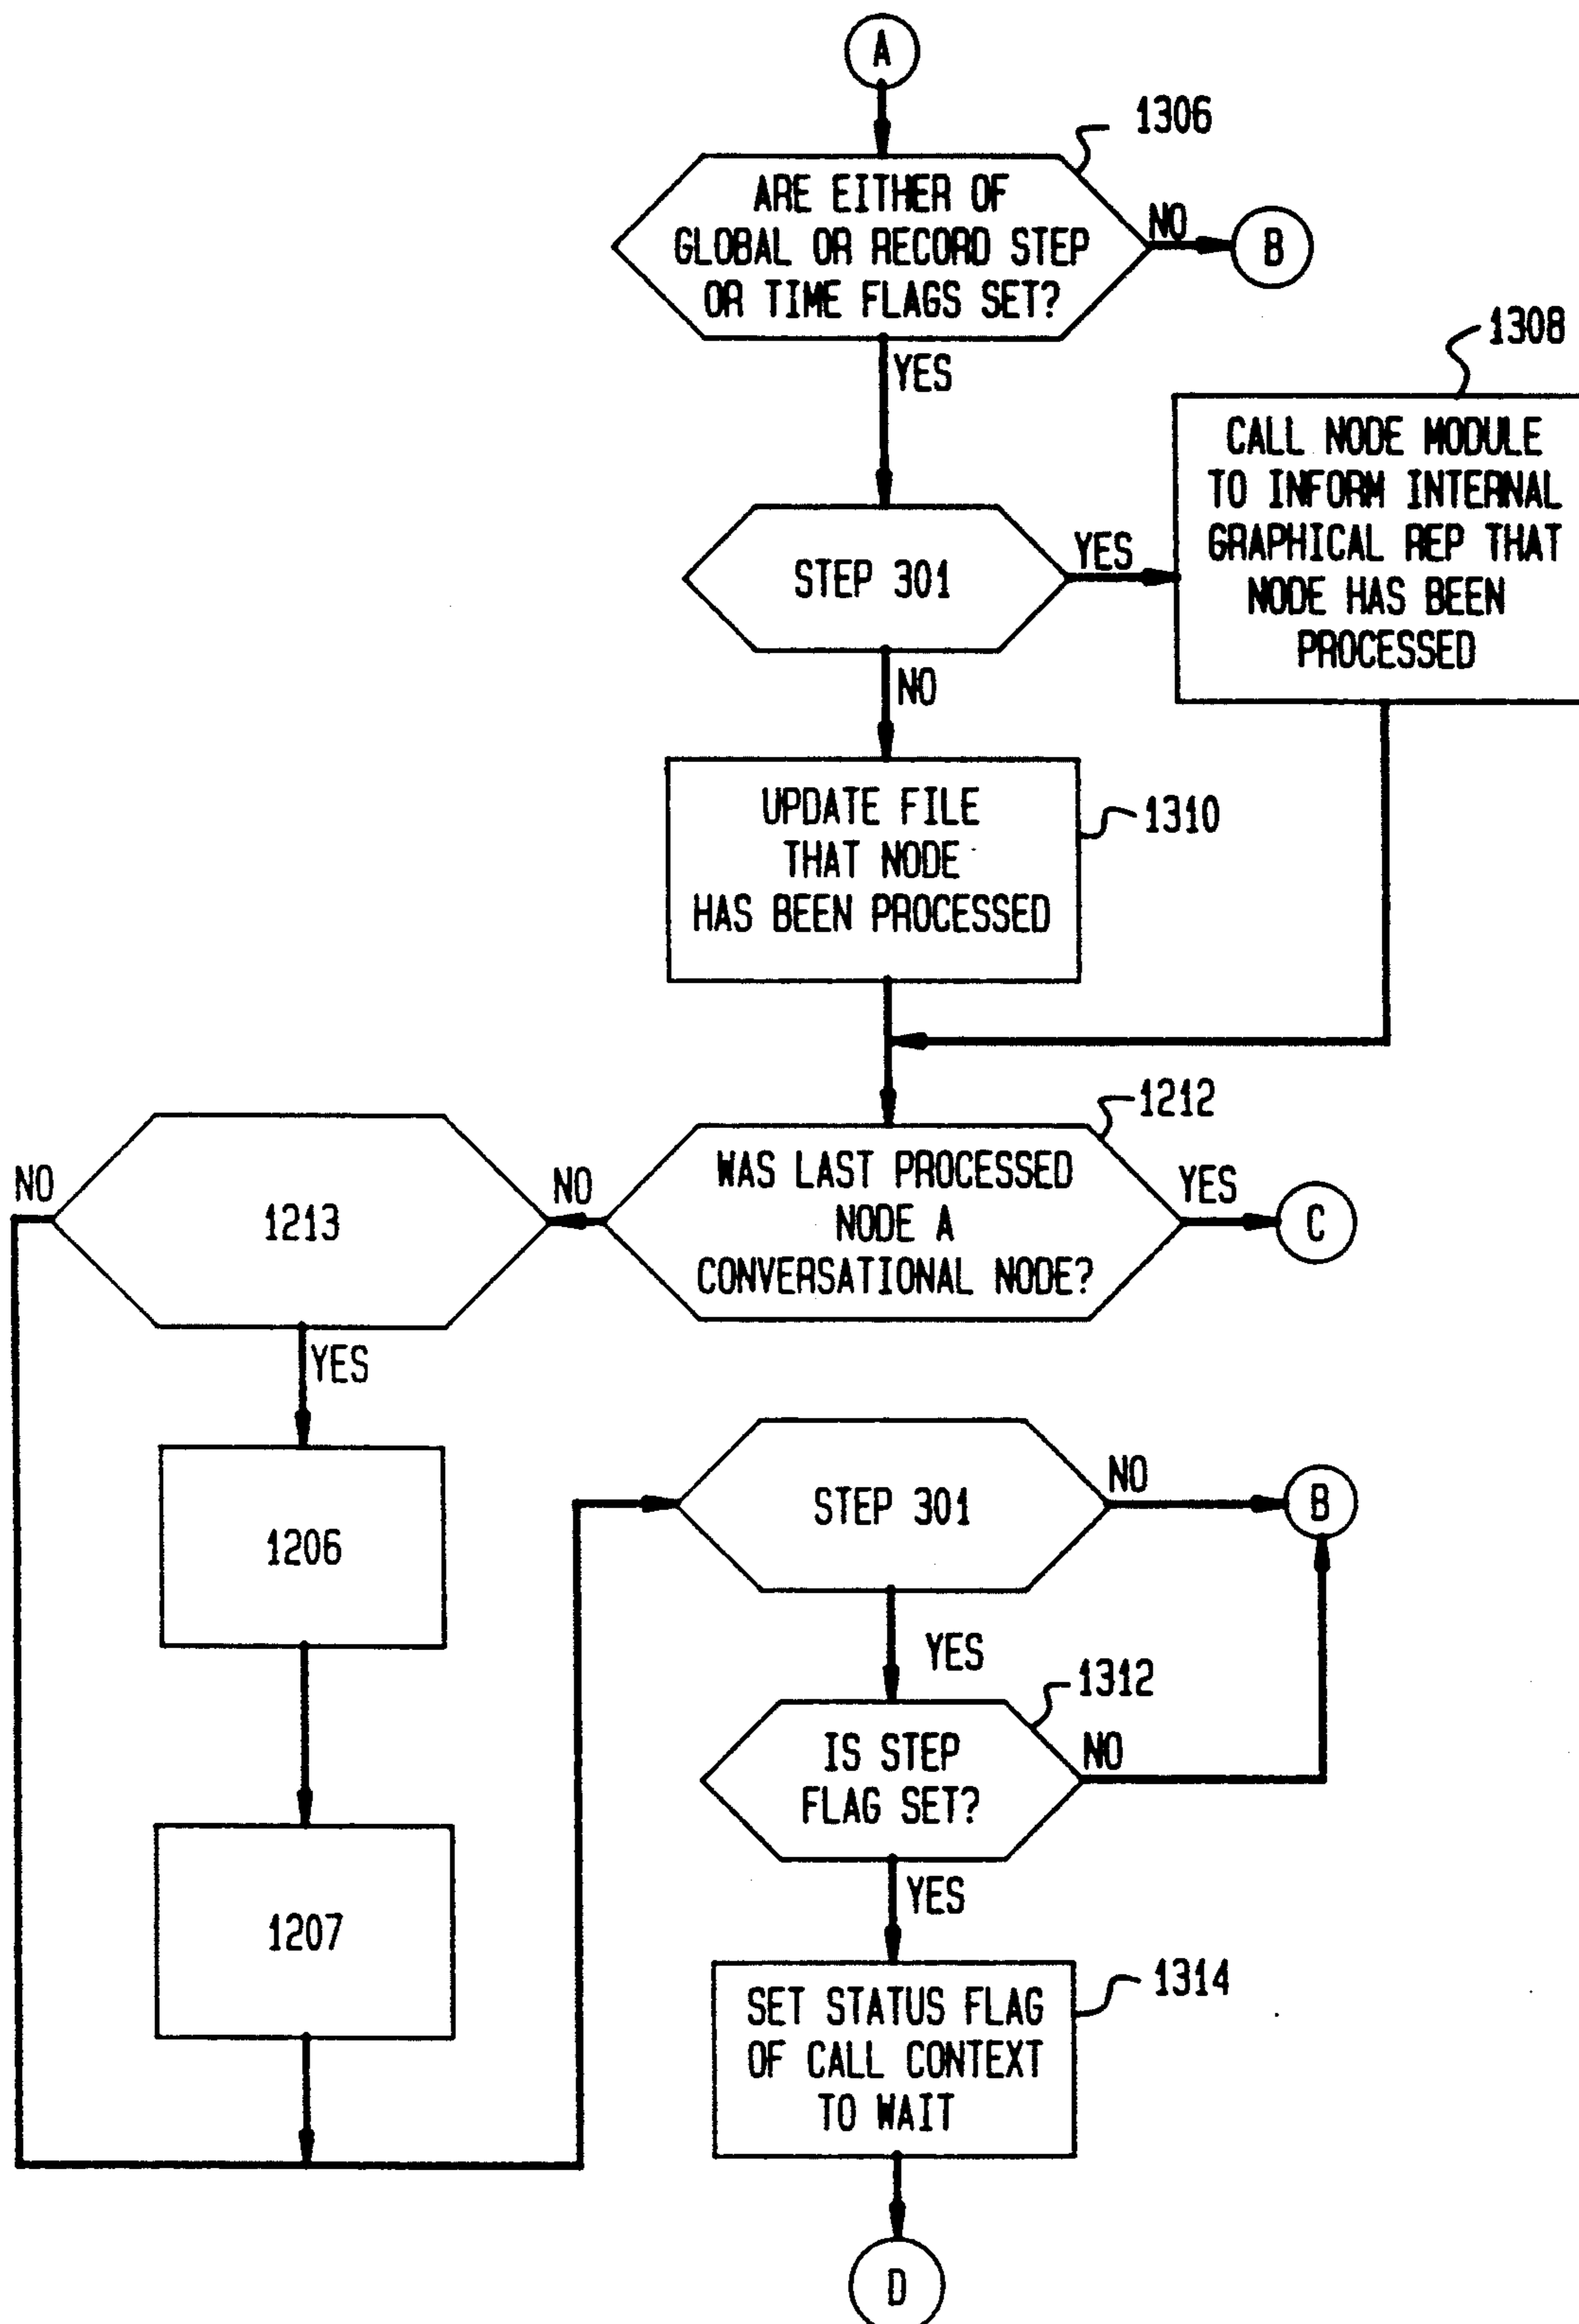 A
1306
ARE EITHER OF
GLOBAL OR RECORD STEP
OR TIME FLAGS SET?
NO
B
YES
1308
CALL NODE MODULE
TO INFORM INTERNAL
GRAPHICAL REP THAT
NODE HAS BEEN
PROCESSED
STEP 301
YES
NO
UPDATE FILE
THAT NODE
HAS BEEN PROCESSED
1310
1212
WAS LAST PROCESSED
NODE A
CONVERSATIONAL NODE?
YES
C
NO
1213
NO
YES
1206
1207
STEP 301
NO
B
YES
1312
IS STEP
FLAG SET?
NO
YES
1314
SET STATUS FLAG
OF CALL CONTEXT
TO WAIT
D